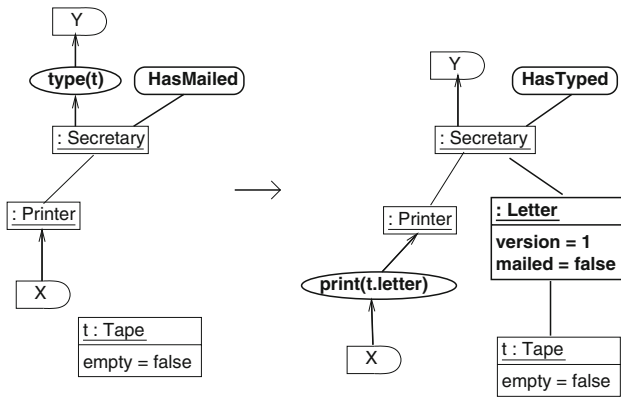 Y
type(t)
HasMailed
: Secretary
: Printer
X
t : Tape
empty = false
Y
HasTyped
: Secretary
: Printer
: Letter
version = 1
mailed = false
print(t.letter)
X
t : Tape
empty = false